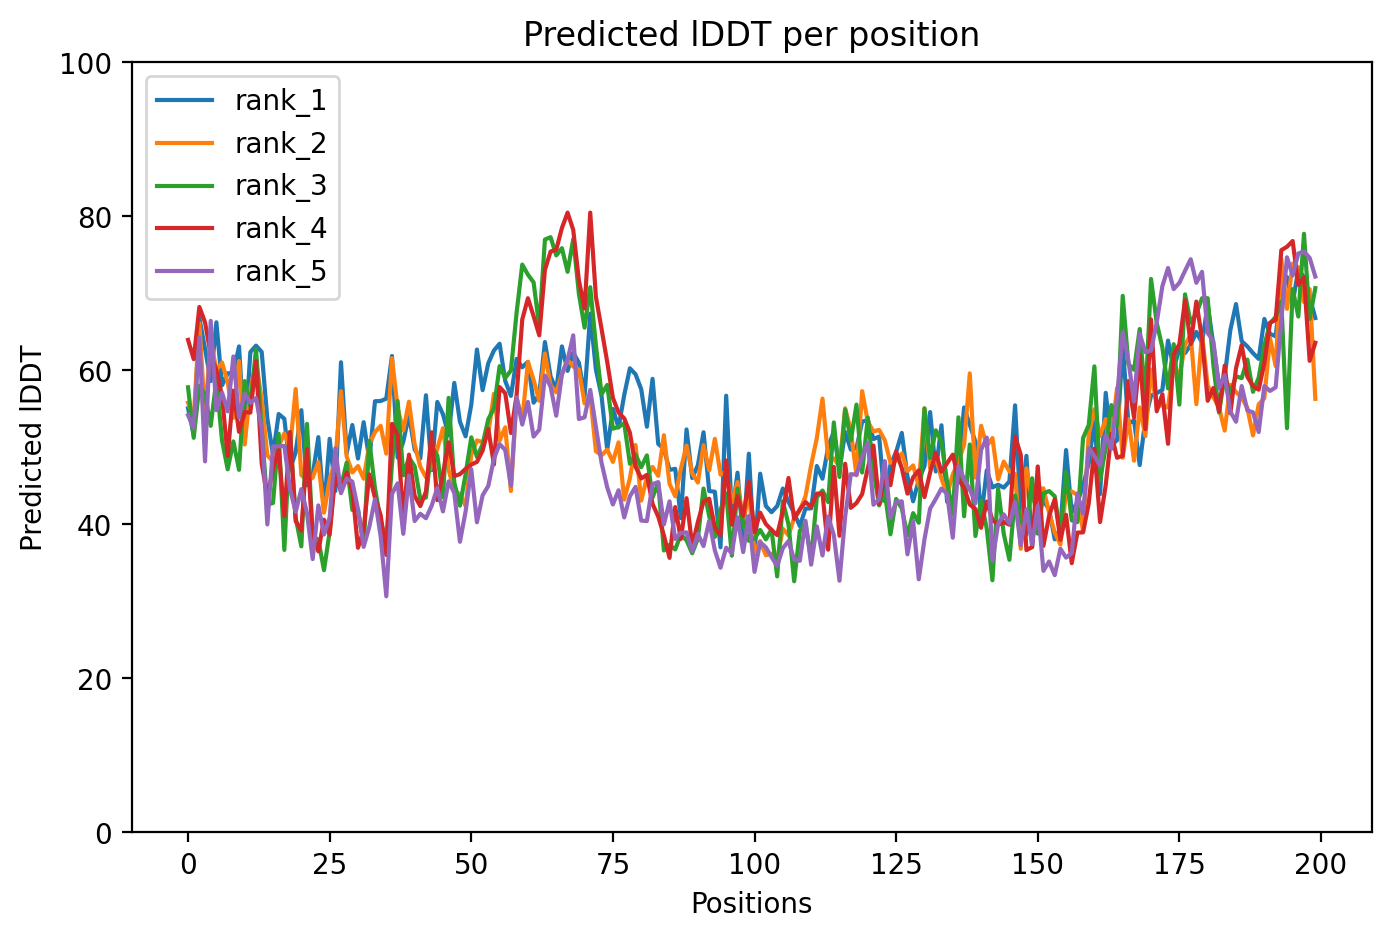 Predicted lDDT per position
100
80
60
40
20
0
Predicted lDDT
rank_1
rank_2
rank_3
rank_4
rank_5
0 25 50 75 100 125 150 175 200
Positions